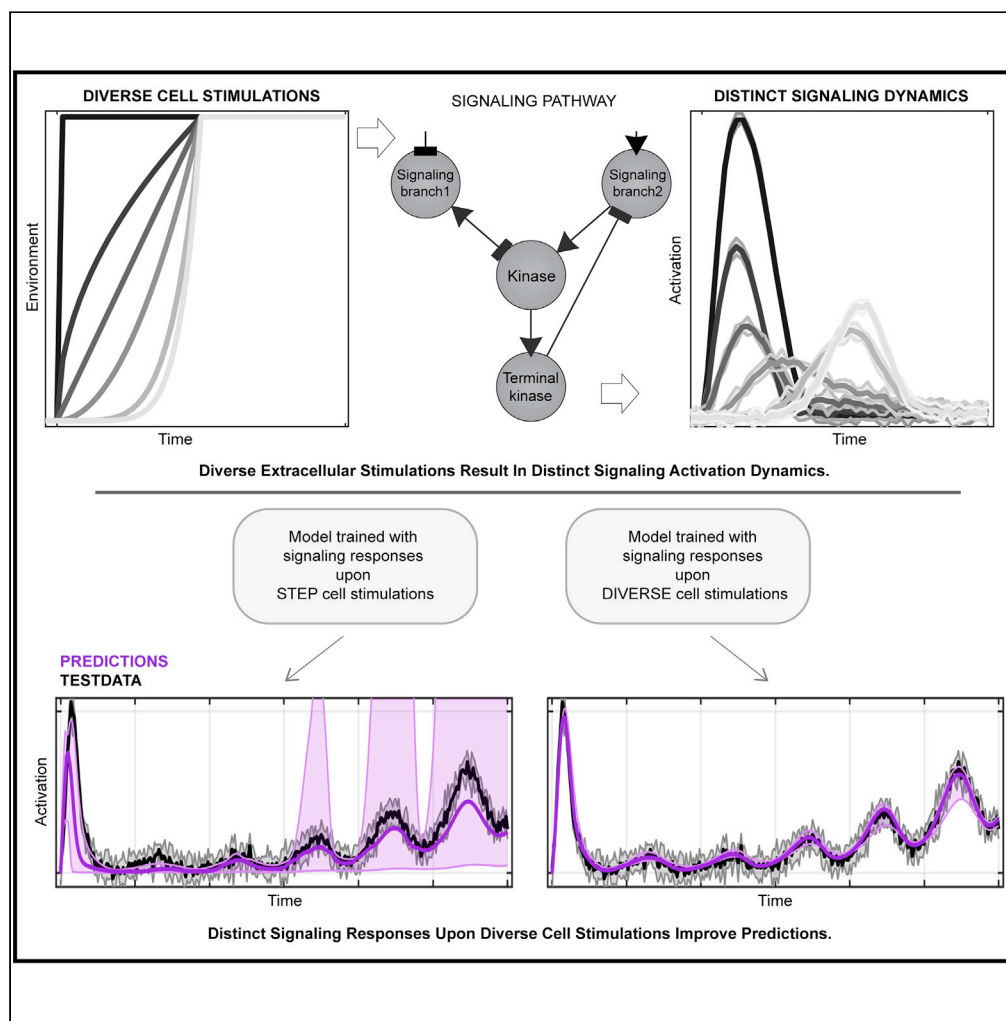 DIVERSE CELL STIMULATIONS
SIGNALING PATHWAY
DISTINCT SIGNALING DYNAMICS
Environment
Time
Signaling
branch1
Signaling
branch2
Kinase
Terminal
kinase
Activation
Time
Diverse Extracellular Stimulations Result In Distinct Signaling Activation Dynamics.
Model trained with
signaling responses
upon
STEP cell stimulations
Model trained with
signaling responses
upon
DIVERSE cell stimulations
PREDICTIONS
TESTDATA
Activation
Time
Time
Distinct Signaling Responses Upon Diverse Cell Stimulations Improve Predictions.